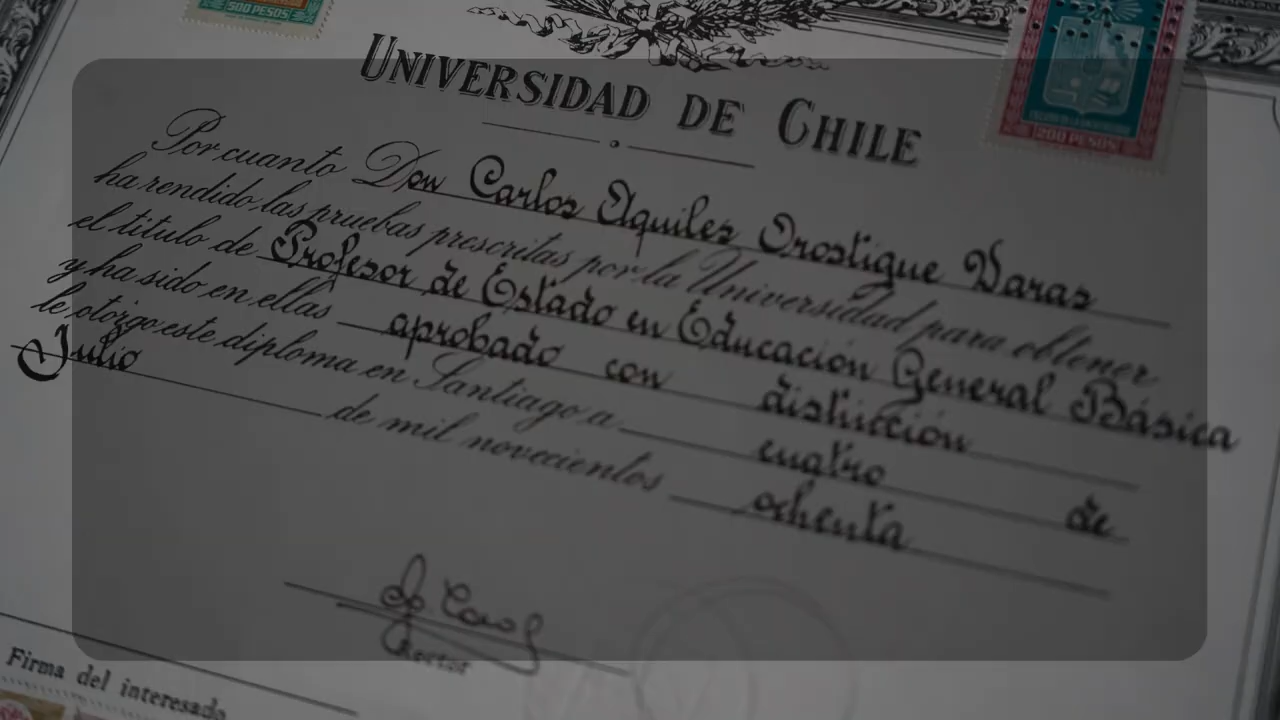 500 PESOS
UNIVERSIDAD DE CHILE
200 PESOS
Por cuanto Don Carlos Aquiles Orostigue Varas
ha rendido las pruebas prescritas por la Universidad para obtener
el título de Profesor de Estado en Educación General Básica
y ha sido en ellas aprobado con distinción
le otorgo este diploma en Santiago a cuatro de
Julio de mil novecientos ochenta
Rector
Firma del interesado